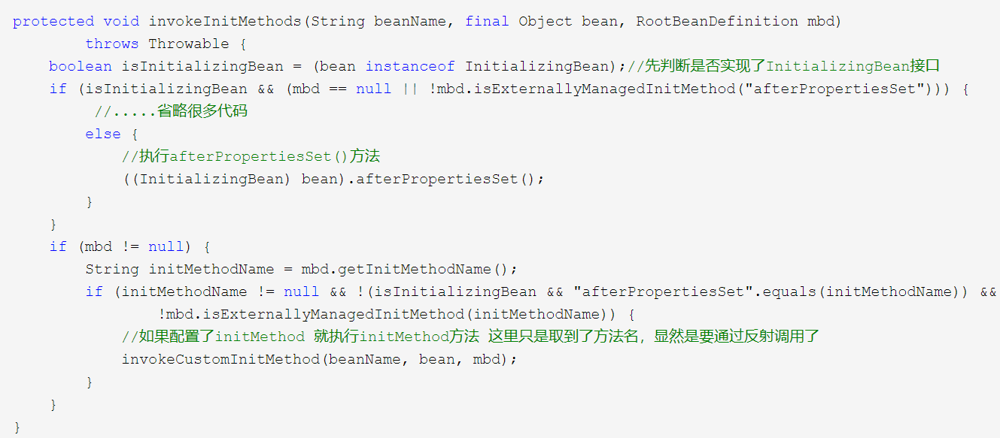 protected void invokeInitMethods(String beanName, final Object bean, RootBeanDefinition mbd)
        throws Throwable {
    boolean isInitializingBean = (bean instanceof InitializingBean);//先判断是否实现了InitializingBean接口
    if (isInitializingBean && (mbd == null || !mbd.isExternallyManagedInitMethod("afterPropertiesSet"))) {
         //.....省略很多代码
        else {
            //执行afterPropertiesSet()方法
            ((InitializingBean) bean).afterPropertiesSet();
        }
    }
    if (mbd != null) {
        String initMethodName = mbd.getInitMethodName();
        if (initMethodName != null && !(isInitializingBean && "afterPropertiesSet".equals(initMethodName)) &&
                !mbd.isExternallyManagedInitMethod(initMethodName)) {
            //如果配置了initMethod 就执行initMethod方法 这里只是取到了方法名，显然是要通过反射调用了
            invokeCustomInitMethod(beanName, bean, mbd);
        }
    }
}